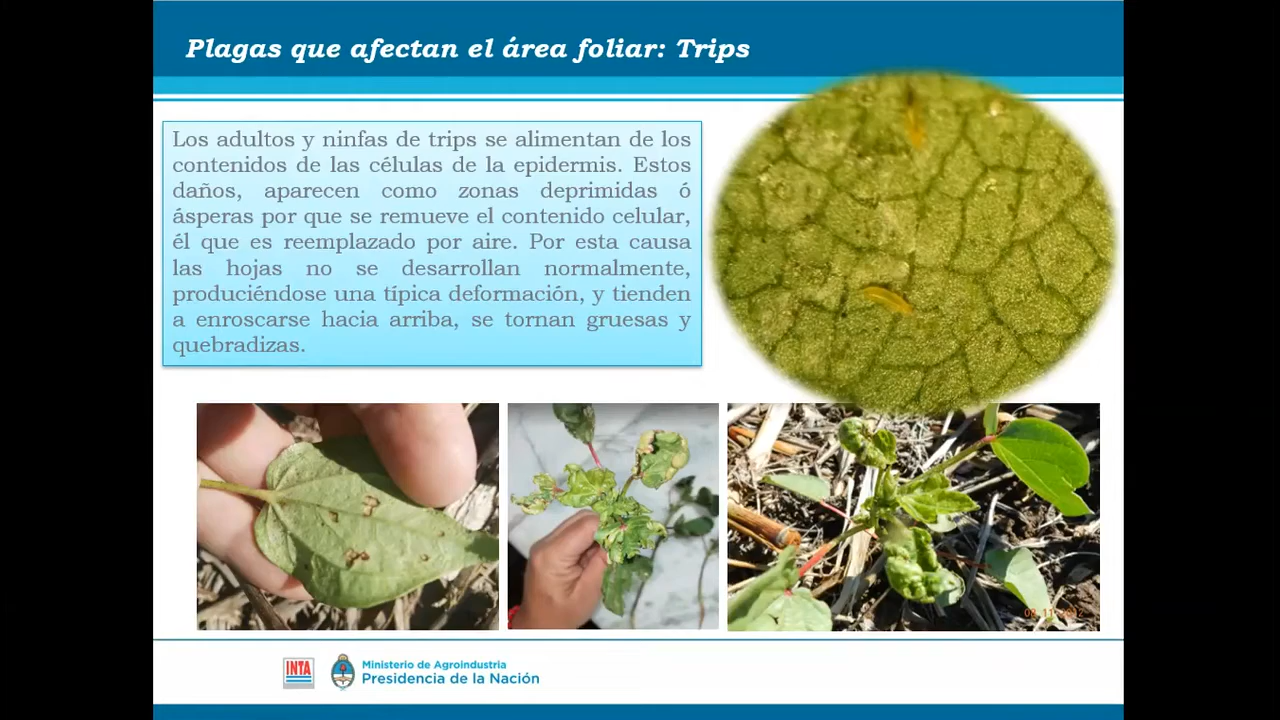 Plagas que afectan el área foliar: Trips
Los adultos y ninfas de trips se alimentan de los
contenidos de las células de la epidermis. Estos
daños, aparecen como zonas deprimidas ó
ásperas por que se remueve el contenido celular,
él que es reemplazado por aire. Por esta causa
las hojas no se desarrollan normalmente,
produciéndose una típica deformación, y tienden
a enroscarse hacia arriba, se tornan gruesas y
quebradizas.
INTA
Ministerio de Agroindustria
Presidencia de la Nación